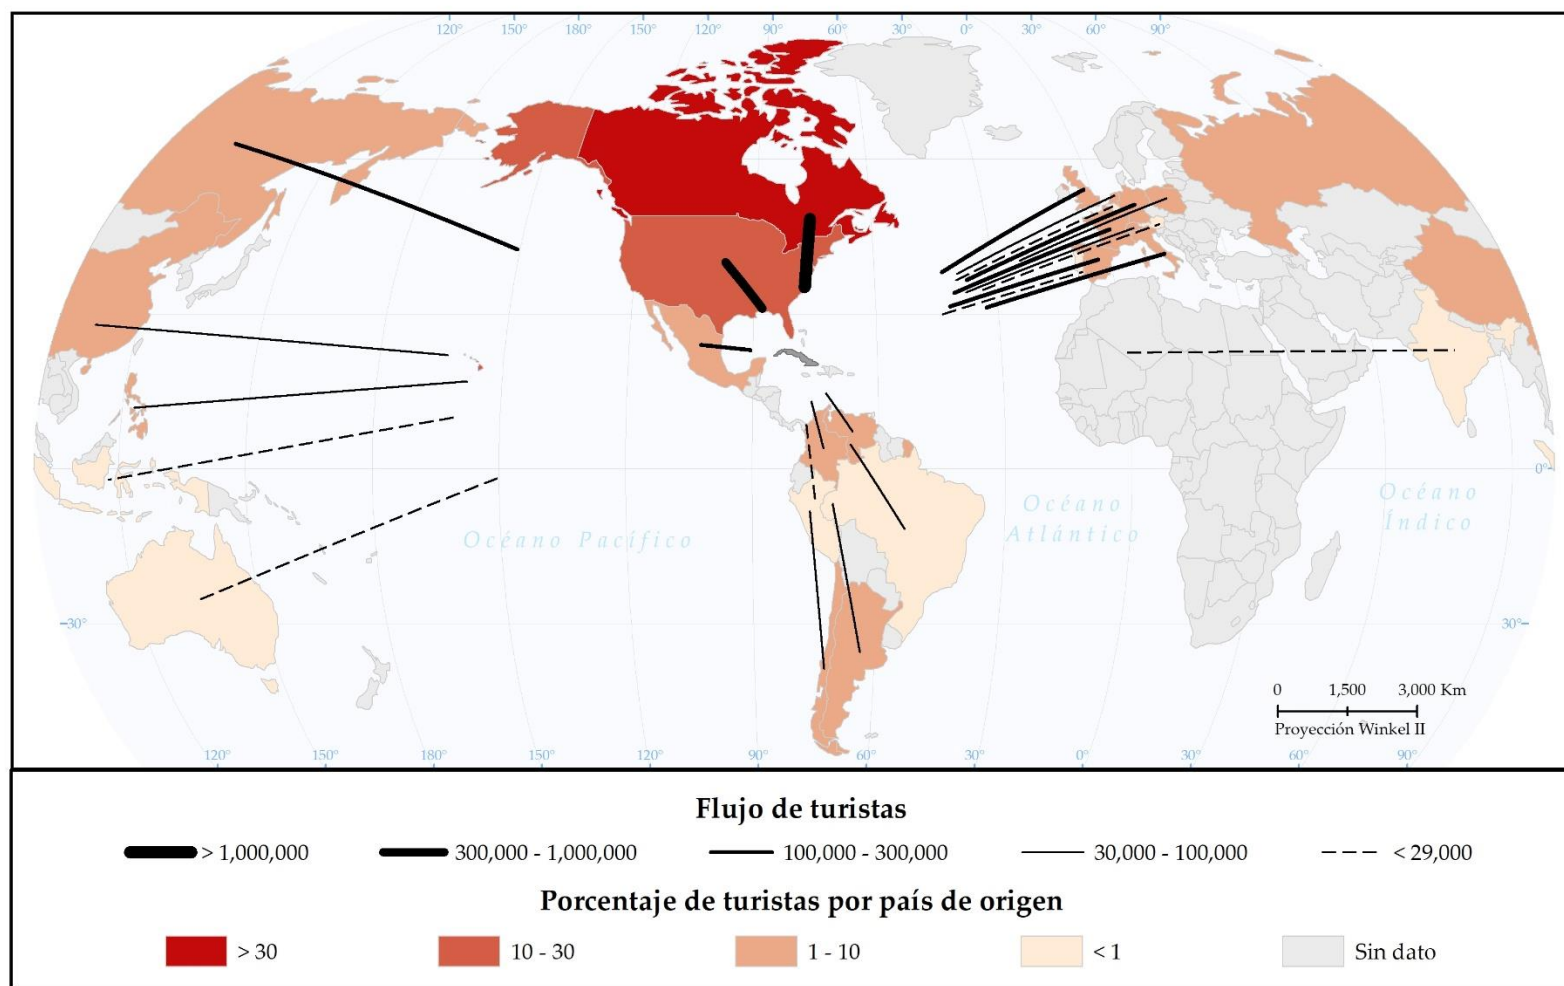 120° 150° 180° 150° 120° 90° 60° 30° 0° 30° 60° 90°
0°
Océano Pacífico
Océano
Atlántico
Océano
Índico
30° 30°
0 1,500 3,000 Km
Proyección Winkel II
120° 150° 180° 150° 120° 90° 60° 30° 0° 30° 60° 90°
Flujo de turistas
> 1,000,000 300,000 - 1,000,000 100,000 - 300,000 30,000 - 100,000 < 29,000
Porcentaje de turistas por país de origen
> 30 10 - 30 1 - 10 < 1 Sin dato